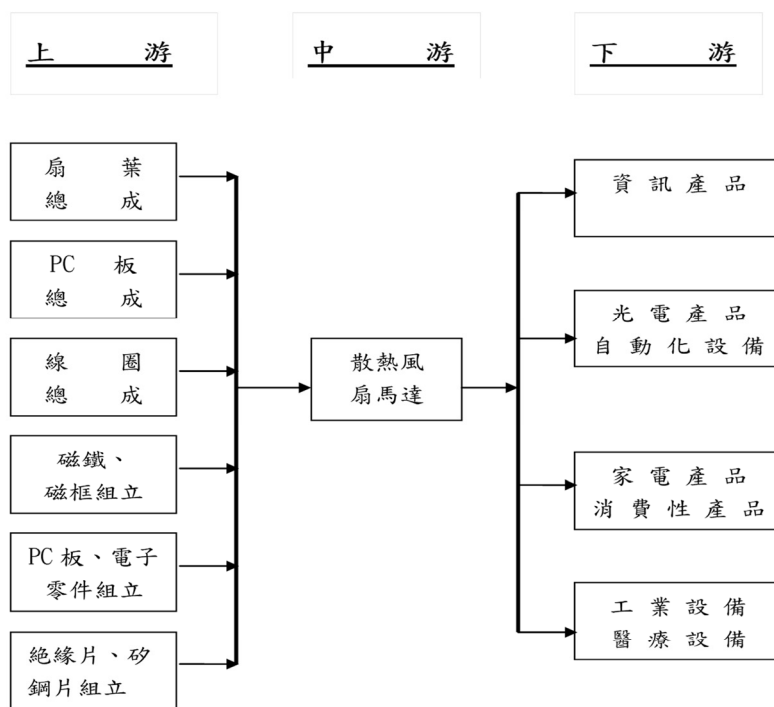 上 游
中 游
下 游
扇 葉
總 成
PC 板
總 成
線 圈
總 成
磁鐵、
磁框組立
PC 板、電子
零件組立
絕緣片、矽
鋼片組立
散熱風
扇馬達
資 訊 產 品
光 電 產 品
自 動 化 設 備
家 電 產 品
消 費 性 產 品
工 業 設 備
醫 療 設 備